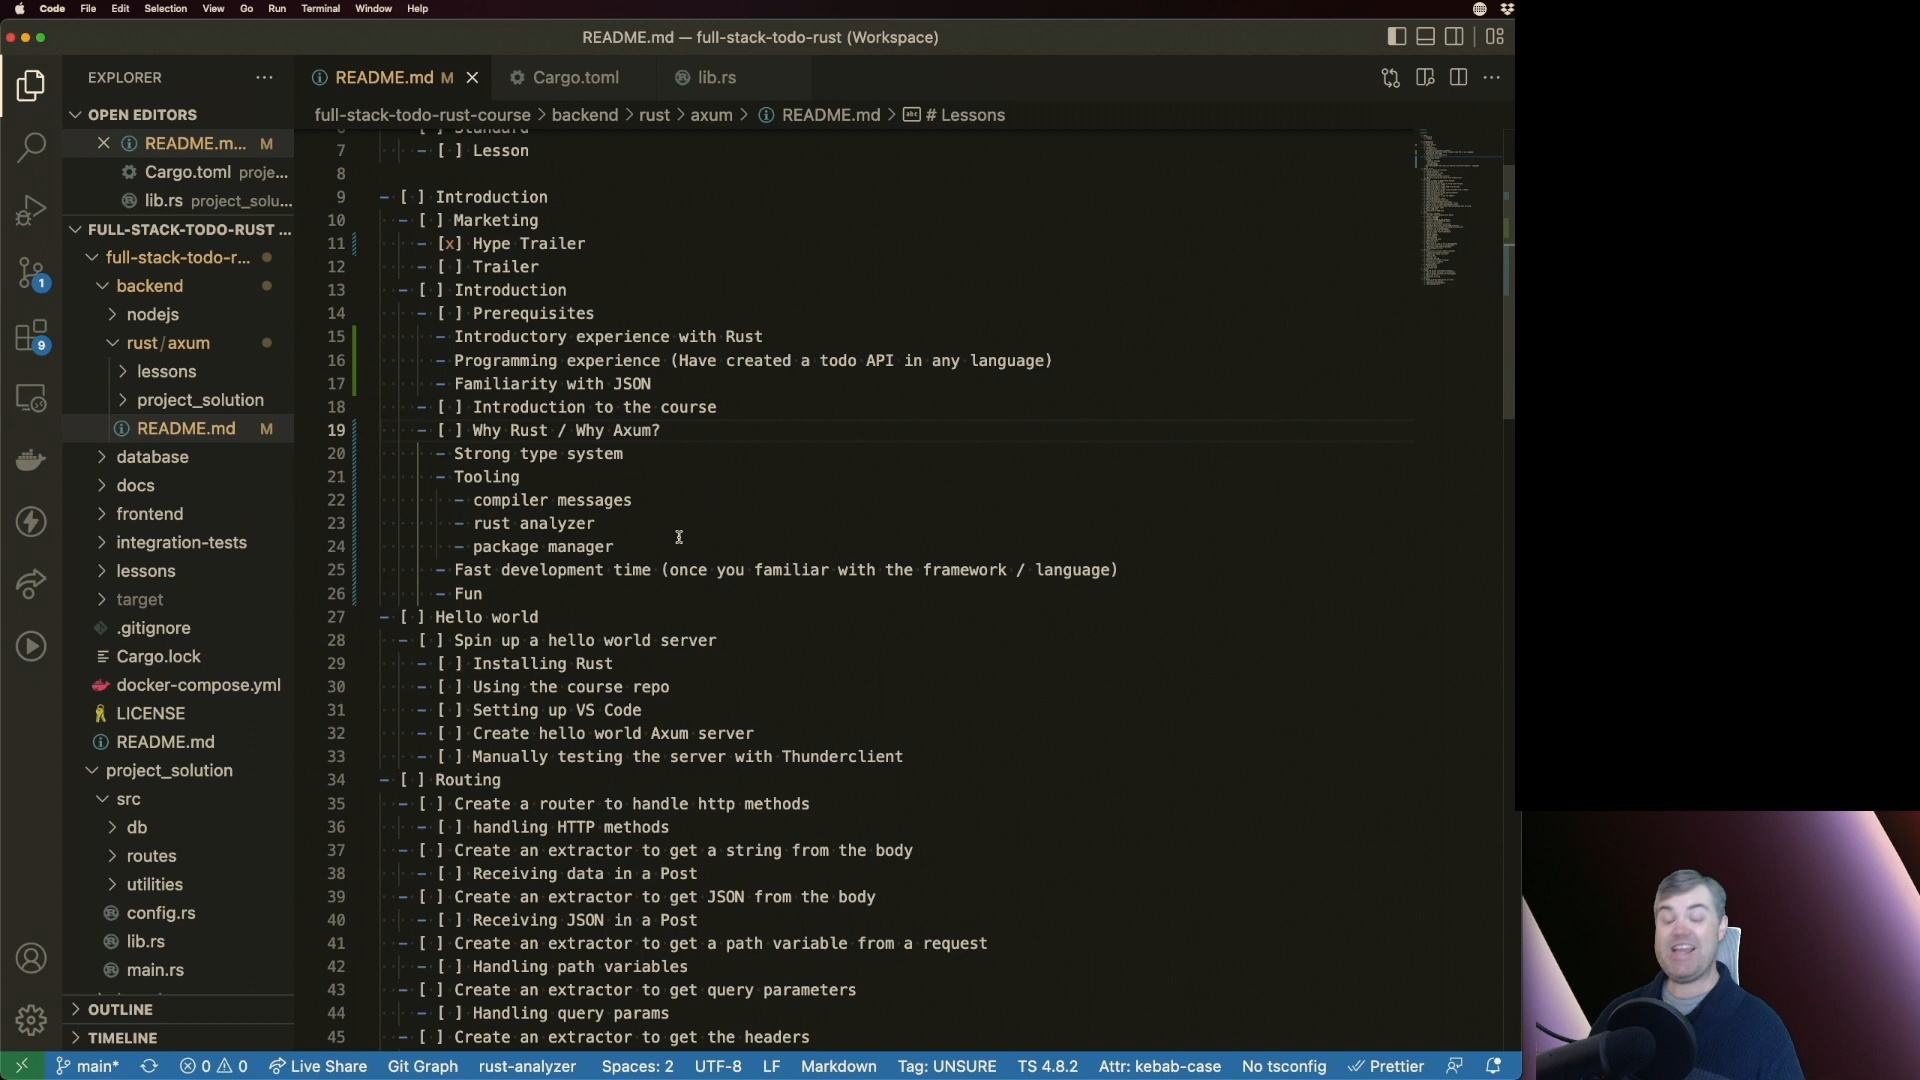 Code File Edit Selection View Go Run Terminal Window Help
README.md — full-stack-todo-rust (Workspace)
EXPLORER
OPEN EDITORS
README.m... M
Cargo.toml proje...
lib.rs project_solu...
FULL-STACK-TODO-RUST ...
full-stack-todo-r...
backend
nodejs
rust/axum
lessons
project_solution
README.md M
database
docs
frontend
integration-tests
lessons
target
.gitignore
Cargo.lock
docker-compose.yml
LICENSE
README.md
project_solution
src
db
routes
utilities
config.rs
lib.rs
main.rs
OUTLINE
TIMELINE
1
9
README.md M
Cargo.toml
lib.rs
full-stack-todo-rust-course > backend > rust > axum > README.md > # Lessons
7 - [ ] Lesson
8
9 - [ ] Introduction
10 - [ ] Marketing
11 - [x] Hype Trailer
12 - [ ] Trailer
13 - [ ] Introduction
14 - [ ] Prerequisites
15 - Introductory experience with Rust
16 - Programming experience (Have created a todo API in any language)
17 - Familiarity with JSON
18 - [ ] Introduction to the course
19 - [ ] Why Rust / Why Axum?
20 - Strong type system
21 - Tooling
22 - compiler messages
23 - rust analyzer
24 - package manager
25 - Fast development time (once you familiar with the framework / language)
26 - Fun
27 - [ ] Hello world
28 - [ ] Spin up a hello world server
29 - [ ] Installing Rust
30 - [ ] Using the course repo
31 - [ ] Setting up VS Code
32 - [ ] Create hello world Axum server
33 - [ ] Manually testing the server with Thunderclient
34 - [ ] Routing
35 - [ ] Create a router to handle http methods
36 - [ ] handling HTTP methods
37 - [ ] Create an extractor to get a string from the body
38 - [ ] Receiving data in a Post
39 - [ ] Create an extractor to get JSON from the body
40 - [ ] Receiving JSON in a Post
41 - [ ] Create an extractor to get a path variable from a request
42 - [ ] Handling path variables
43 - [ ] Create an extractor to get query parameters
44 - [ ] Handling query params
45 - [ ] Create an extractor to get the headers
main* 0 0 Live Share Git Graph rust-analyzer Spaces: 2 UTF-8 LF Markdown Tag: UNSURE TS 4.8.2 Attr: kebab-case No tsconfig Prettier